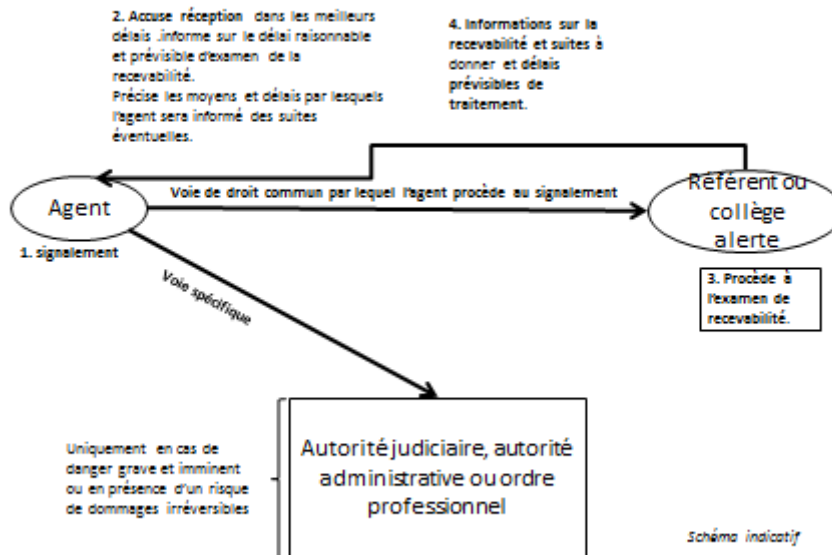 2. Accuse réception dans les meilleurs
délais .informe sur le délai raisonnable
et prévisible d'examen de la
recevabilité.
Précise les moyens et délais par lesquels
l'agent sera informé des suites
éventuelles.
4. Informations sur la
recevabilité et suites à
donner et délais
prévisibles de
traitement.
Agent
Voie de droit commun par lequel l'agent procède au signalement
Référent ou
collège
alerte
1. signalement
3. Procède à
l'examen de
recevabilité.
Voie spécifique
Uniquement en cas de
danger grave et imminent
ou en présence d'un risque
de dommages irréversibles
Autorité judiciaire, autorité
administrative ou ordre
professionnel
Schéma indicatif